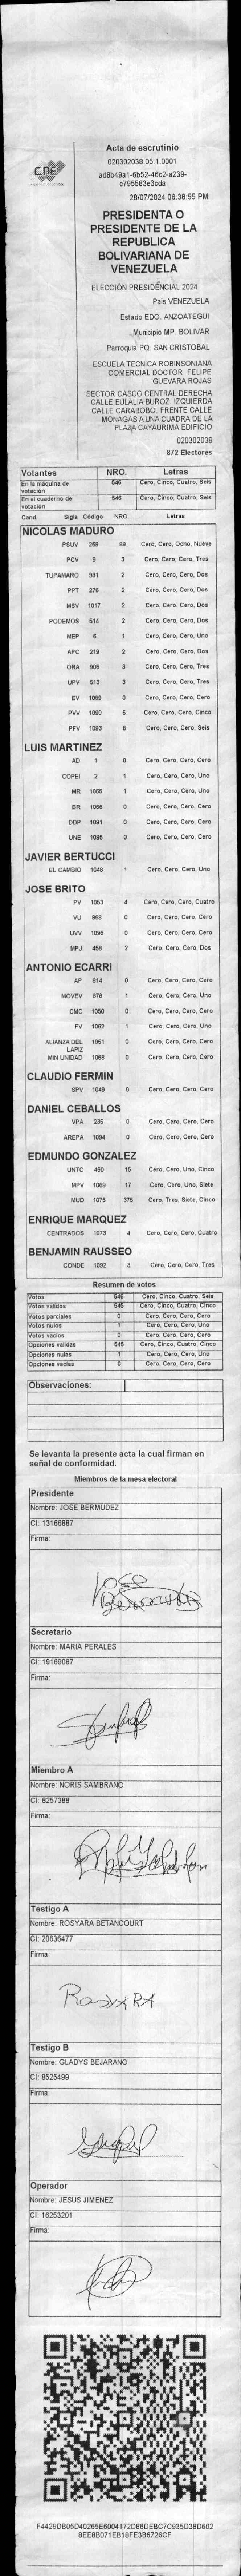 CNE
Acta de escrutinio
020302038.05.1.0001
ad8b49a1-6b52-46c2-a239-
c795583e3cda
28/07/2024 06:38:55 PM
PRESIDENTA O
PRESIDENTE DE LA
REPUBLICA
BOLIVARIANA DE
VENEZUELA
ELECCIÓN PRESIDENCIAL 2024
Pais VENEZUELA
Estado EDO. ANZOATEGUI
Municipio MP. BOLIVAR
Parroquia PQ. SAN CRISTOBAL
ESCUELA TECNICA ROBINSONIANA
COMERCIAL DOCTOR FELIPE
GUEVARA ROJAS
SECTOR CASCO CENTRAL DERECHA
CALLE EULALIA BUROZ. IZQUIERDA
CALLE CARABOBO. FRENTE CALLE
MONAGAS A UNA CUADRA DE LA
PLAZA CAYAURIMA EDIFICIO
020302038
872 Electores
Votantes NRO. Letras
En la máquina de votación 546 Cero, Cinco, Cuatro, Seis
En el cuaderno de votación 546 Cero, Cinco, Cuatro, Seis
Cand. Sigla Código NRO. Letras
NICOLAS MADURO
PSUV 269 89 Cero, Cero, Ocho, Nueve
PCV 9 3 Cero, Cero, Cero, Tres
TUPAMARO 931 2 Cero, Cero, Cero, Dos
PPT 276 2 Cero, Cero, Cero, Dos
MSV 1017 2 Cero, Cero, Cero, Dos
PODEMOS 514 2 Cero, Cero, Cero, Dos
MEP 6 1 Cero, Cero, Cero, Uno
APC 219 2 Cero, Cero, Cero, Dos
ORA 906 3 Cero, Cero, Cero, Tres
UPV 513 3 Cero, Cero, Cero, Tres
EV 1089 0 Cero, Cero, Cero, Cero
PVV 1090 5 Cero, Cero, Cero, Cinco
PFV 1093 6 Cero, Cero, Cero, Seis
LUIS MARTINEZ
AD 1 0 Cero, Cero, Cero, Cero
COPEI 2 1 Cero, Cero, Cero, Uno
MR 1065 1 Cero, Cero, Cero, Uno
BR 1066 0 Cero, Cero, Cero, Cero
DDP 1091 0 Cero, Cero, Cero, Cero
UNE 1095 0 Cero, Cero, Cero, Cero
JAVIER BERTUCCI
EL CAMBIO 1048 1 Cero, Cero, Cero, Uno
JOSE BRITO
PV 1053 4 Cero, Cero, Cero, Cuatro
VU 968 0 Cero, Cero, Cero, Cero
UVV 1096 0 Cero, Cero, Cero, Cero
MPJ 458 2 Cero, Cero, Cero, Dos
ANTONIO ECARRI
AP 814 0 Cero, Cero, Cero, Cero
MOVEV 878 1 Cero, Cero, Cero, Uno
CMC 1050 0 Cero, Cero, Cero, Cero
FV 1062 1 Cero, Cero, Cero, Uno
ALIANZA DEL LAPIZ 1051 0 Cero, Cero, Cero, Cero
MIN UNIDAD 1068 0 Cero, Cero, Cero, Cero
CLAUDIO FERMIN
SPV 1049 0 Cero, Cero, Cero, Cero
DANIEL CEBALLOS
VPA 235 0 Cero, Cero, Cero, Cero
AREPA 1094 0 Cero, Cero, Cero, Cero
EDMUNDO GONZALEZ
UNTC 460 15 Cero, Cero, Uno, Cinco
MPV 1069 17 Cero, Cero, Uno, Siete
MUD 1075 375 Cero, Tres, Siete, Cinco
ENRIQUE MARQUEZ
CENTRADOS 1073 4 Cero, Cero, Cero, Cuatro
BENJAMIN RAUSSEO
CONDE 1092 3 Cero, Cero, Cero, Tres
Resumen de votos
Votos 546 Cero, Cinco, Cuatro, Seis
Votos validos 545 Cero, Cinco, Cuatro, Cinco
Votos parciales 0 Cero, Cero, Cero, Cero
Votos nulos 1 Cero, Cero, Cero, Uno
Votos vacios 0 Cero, Cero, Cero, Cero
Opciones validas 545 Cero, Cinco, Cuatro, Cinco
Opciones nulas 1 Cero, Cero, Cero, Uno
Opciones vacias 0 Cero, Cero, Cero, Cero
Observaciones:
Se levanta la presente acta la cual firman en
señal de conformidad.
Miembros de la mesa electoral
Presidente
Nombre: JOSE BERMUDEZ
CI: 13166887
Firma:
Jose
Bermudez
Secretario
Nombre: MARIA PERALES
CI: 19169087
Firma:
Miembro A
Nombre: NORIS SAMBRANO
CI: 8257388
Firma:
Testigo A
Nombre: ROSYARA BETANCOURT
CI: 20636477
Firma:
RosyaRA
Testigo B
Nombre: GLADYS BEJARANO
CI: 8525499
Firma:
Operador
Nombre: JESUS JIMENEZ
CI: 16253201
Firma:
F4429DB05D40265E6004172D86DEBC7C935D38D602
8EE8B071EB18FE3B6726CF